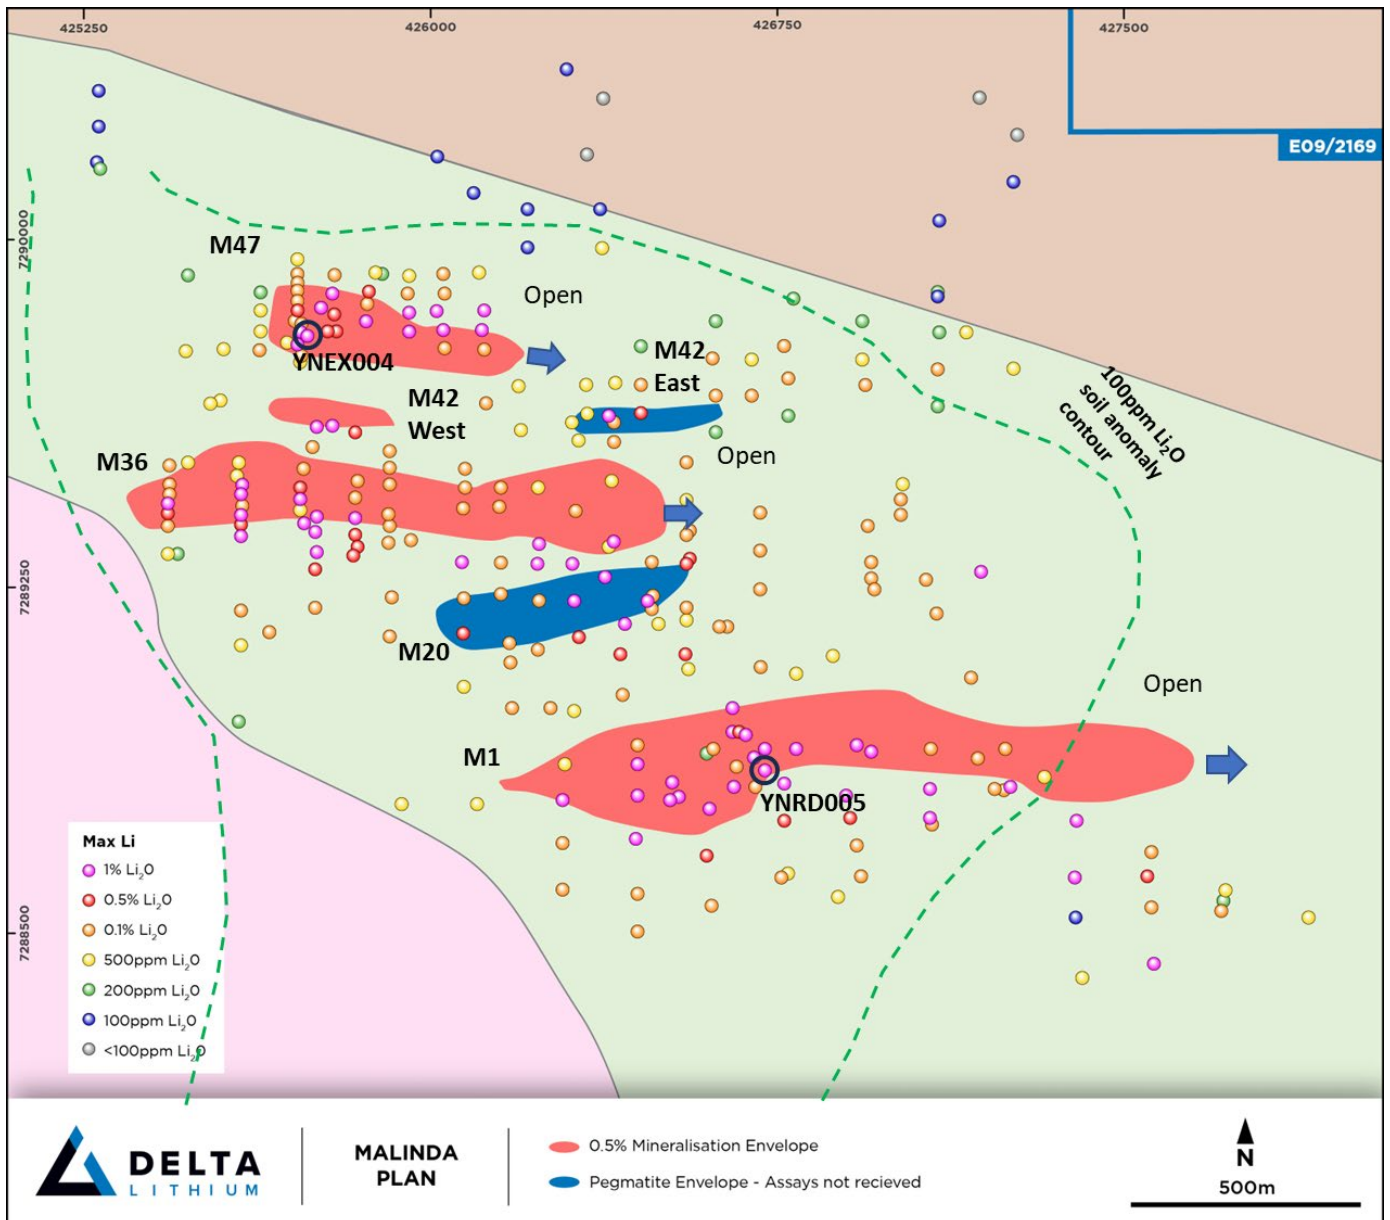 425250
426000
426750
427500
E09/2169
7290000
M47
Open
YNEX004
M42
East
M42
West
100ppm Li₂O
soil anomaly
contour
M36
Open
7289250
M20
Open
M1
YNRD005
7288500
Max Li
1% Li₂O
0.5% Li₂O
0.1% Li₂O
500ppm Li₂O
200ppm Li₂O
100ppm Li₂O
<100ppm Li₂O
DELTA
LITHIUM
MALINDA
PLAN
0.5% Mineralisation Envelope
Pegmatite Envelope - Assays not recieved
N
500m